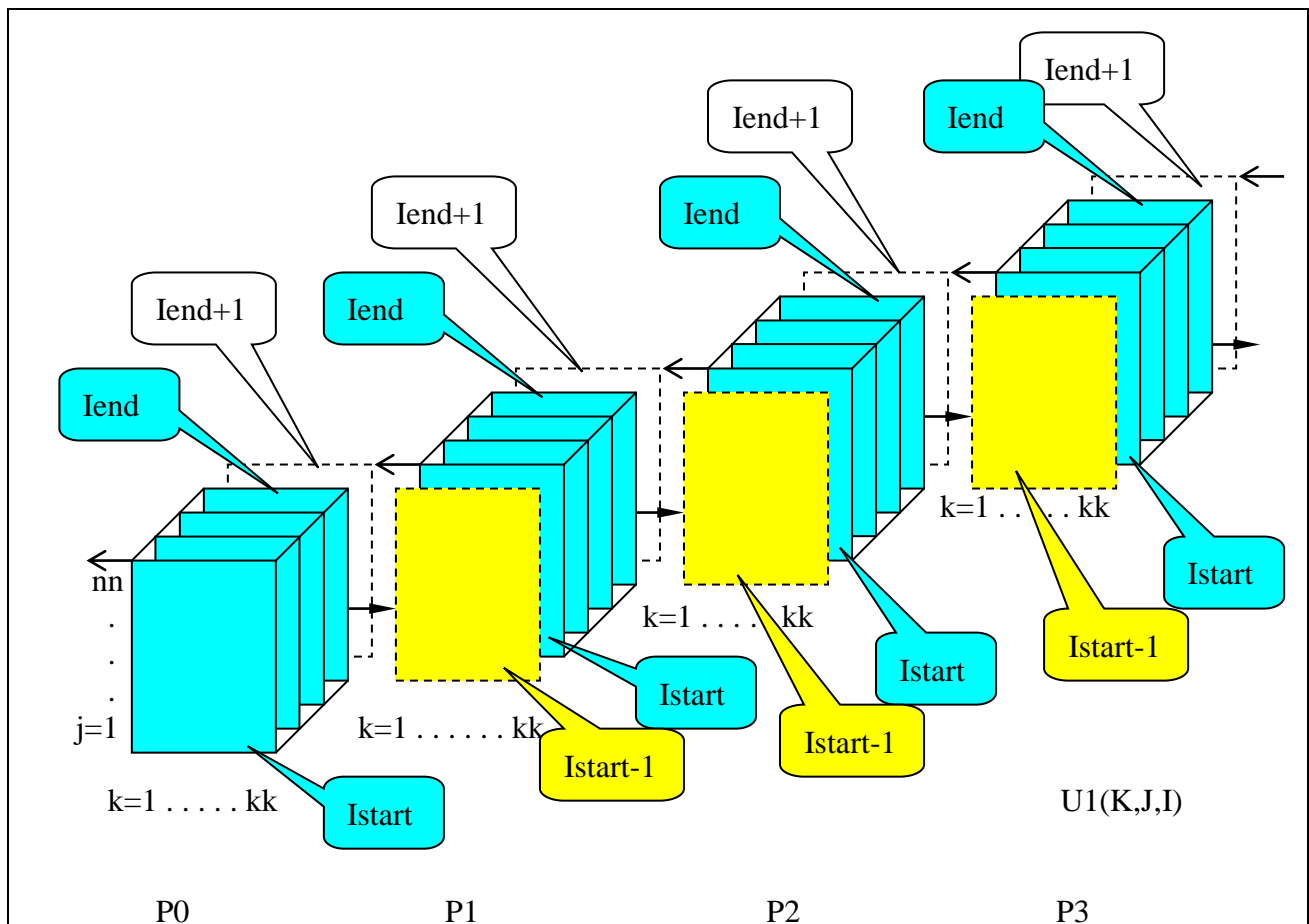 Iend+1
Iend
Iend+1
Iend
Iend+1
Iend
Iend+1
Iend
nn
.
.
.
j=1
k=1 . . . . . kk
Istart
k=1 . . . . . . kk
Istart-1
Istart
k=1 . . . . . kk
Istart-1
Istart
k=1 . . . . . kk
Istart-1
Istart
U1(K,J,I)
P0 P1 P2 P3